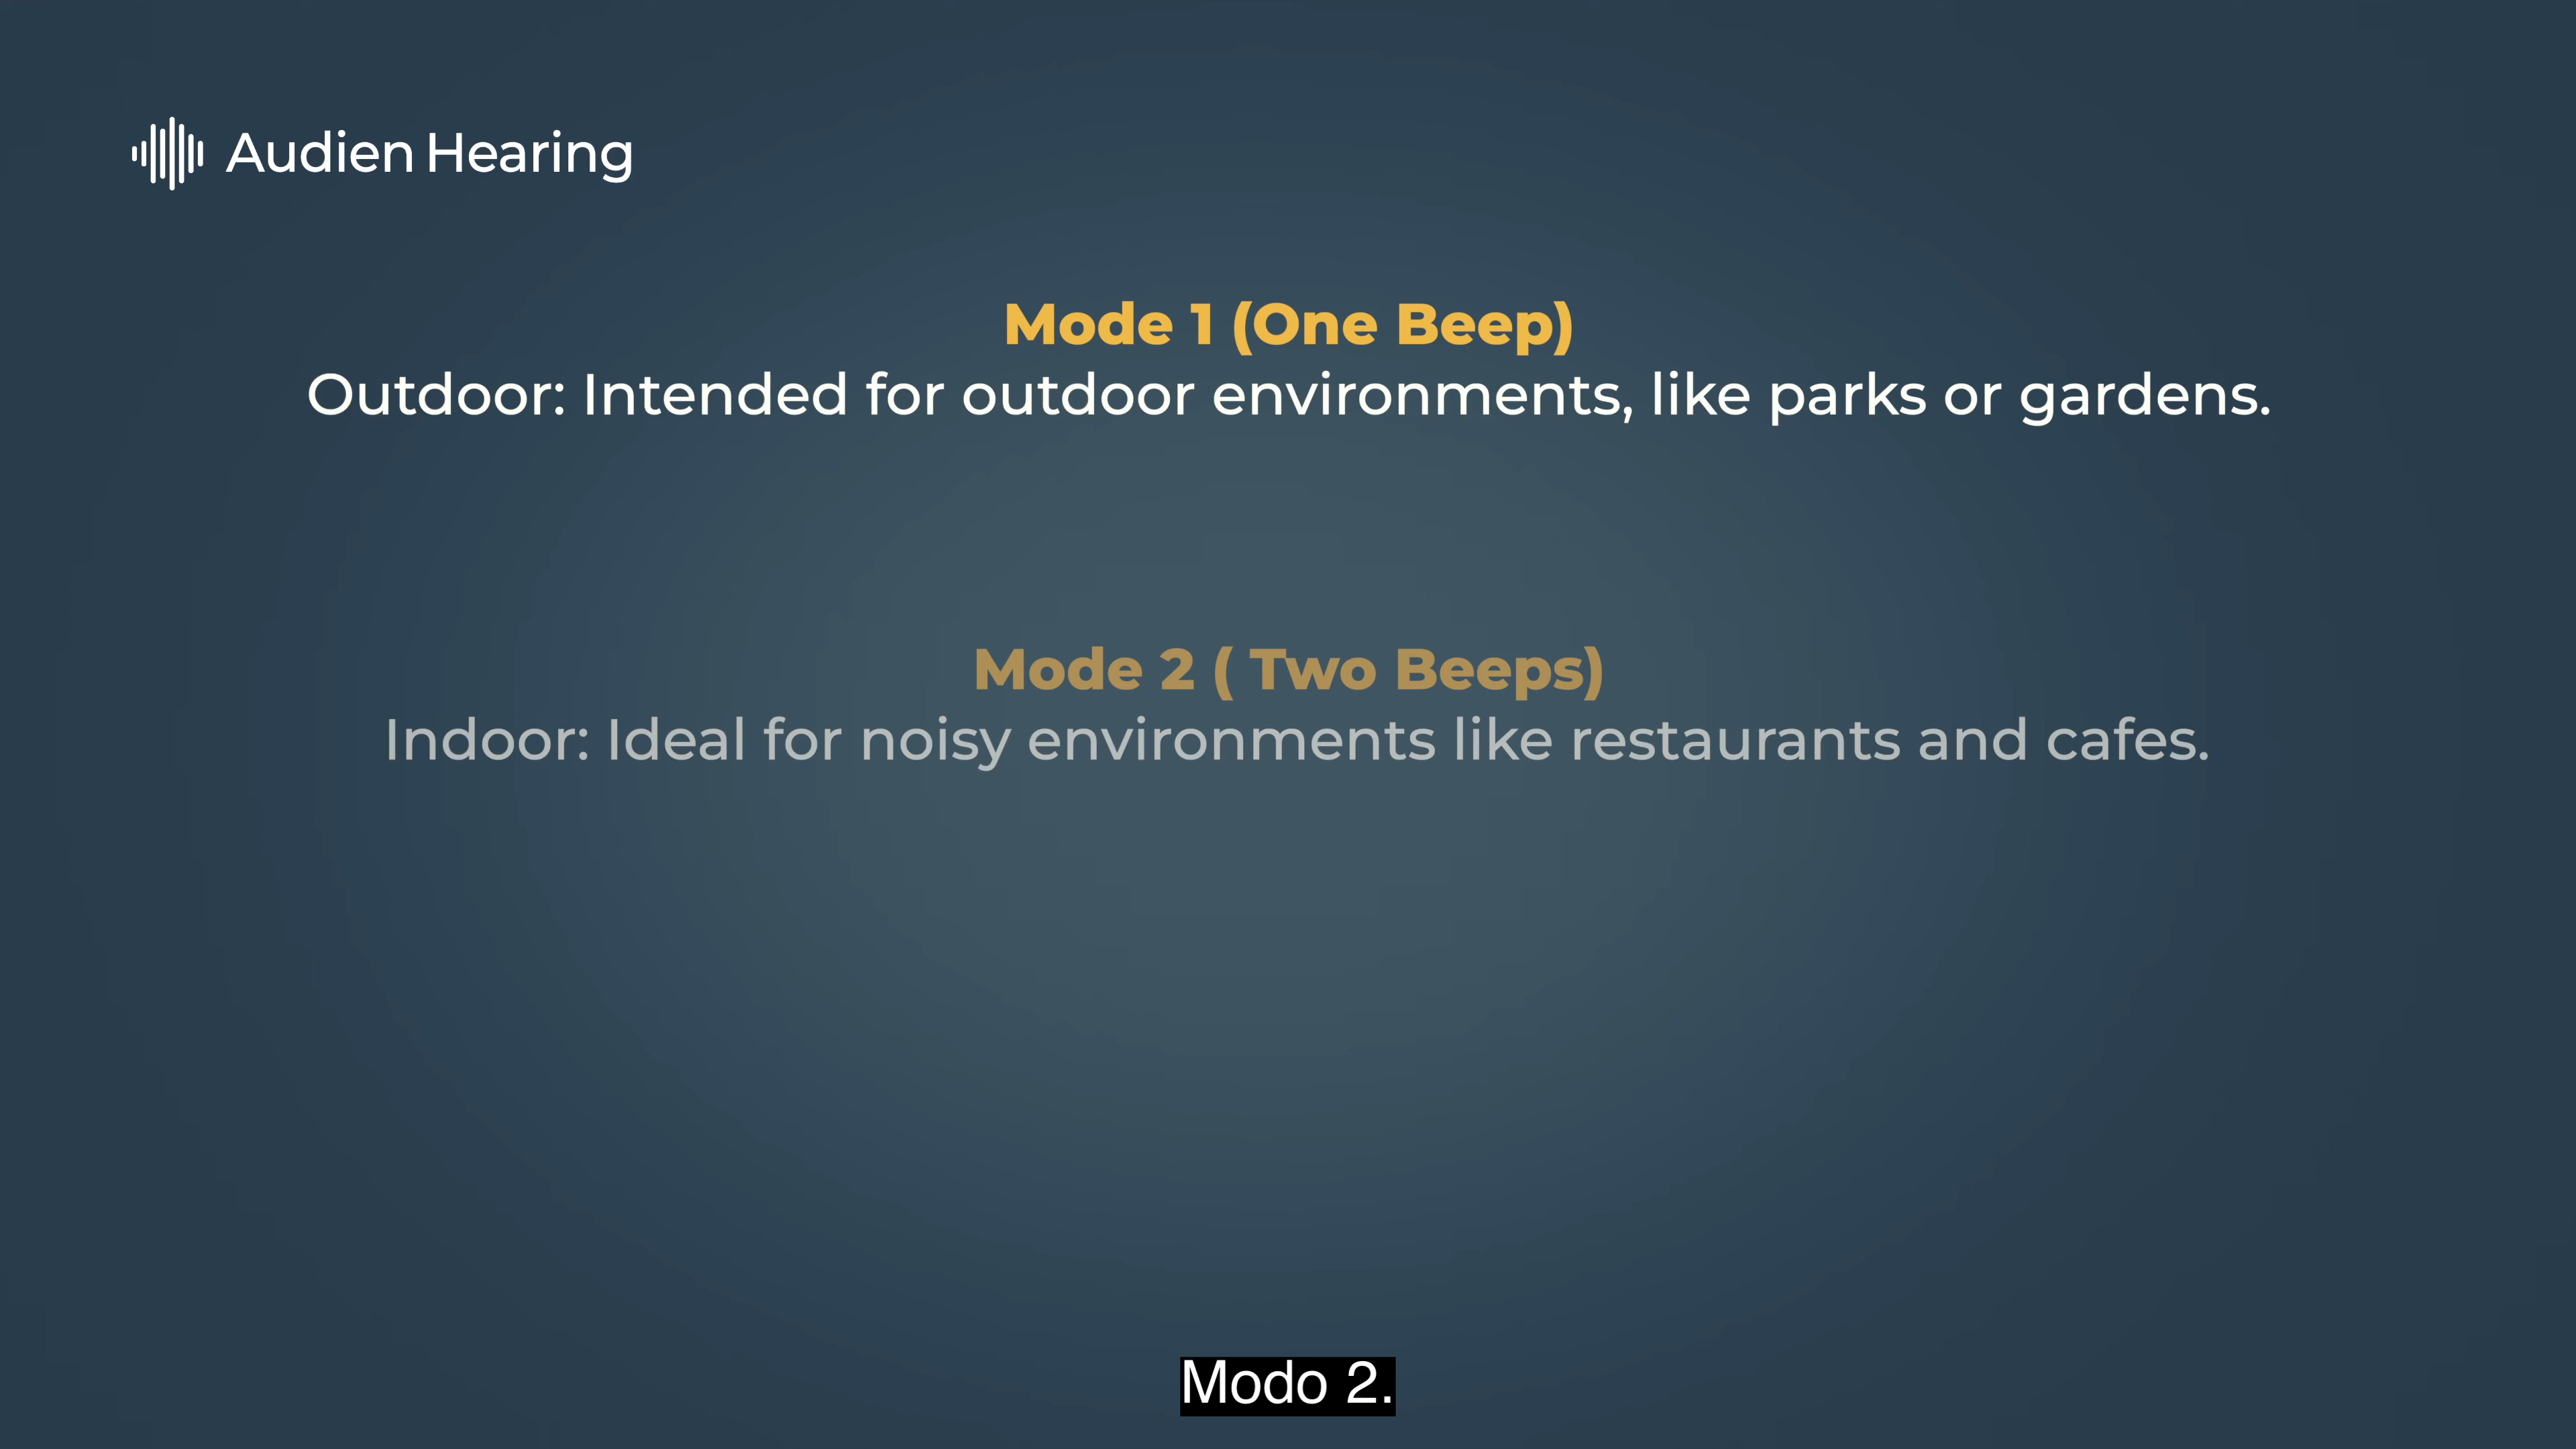 Audien Hearing
Mode 1 (One Beep)
Outdoor: Intended for outdoor environments, like parks or gardens.
Mode 2 ( Two Beeps)
Indoor: Ideal for noisy environments like restaurants and cafes.
Modo 2.